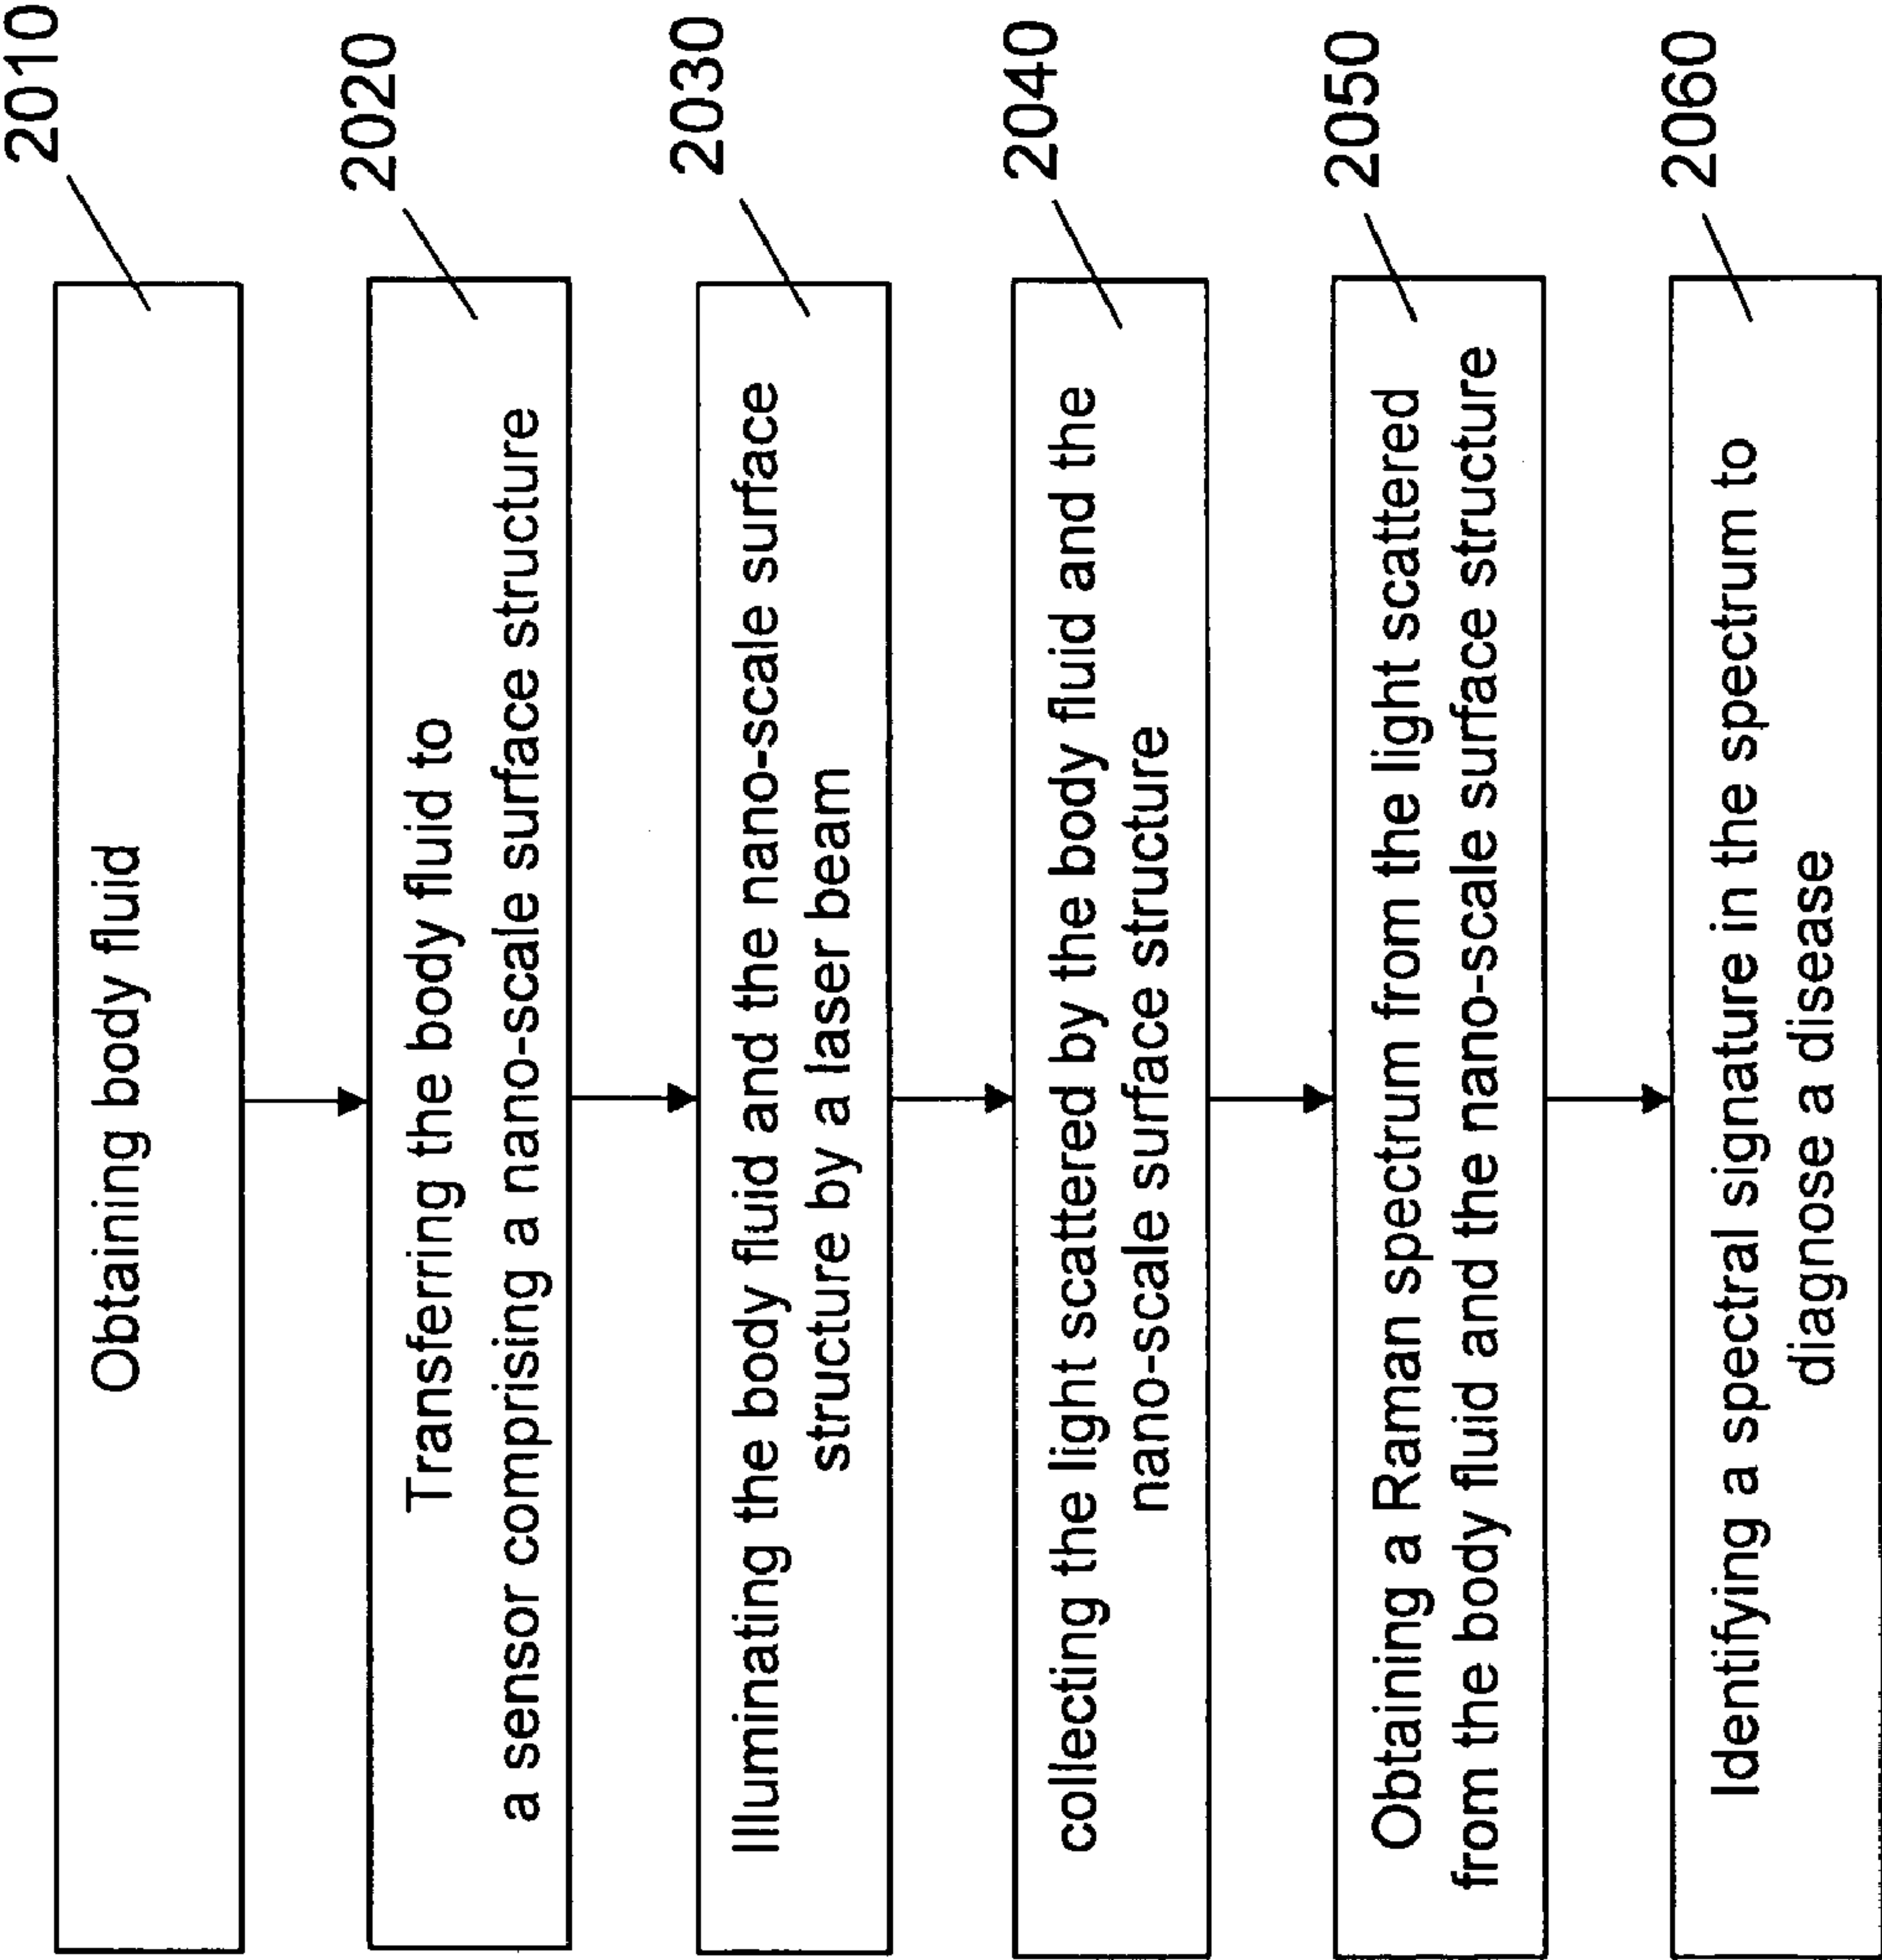 Obtaining body fluid
2010
Transferring the body fluid to
a sensor comprising a nano-scale surface structure
2020
Illuminating the body fluid and the nano-scale surface
structure by a laser beam
2030
collecting the light scattered by the body fluid and the
nano-scale surface structure
2040
Obtaining a Raman spectrum from the light scattered
from the body fluid and the nano-scale surface structure
2050
Identifying a spectral signature in the spectrum to
diagnose a disease
2060